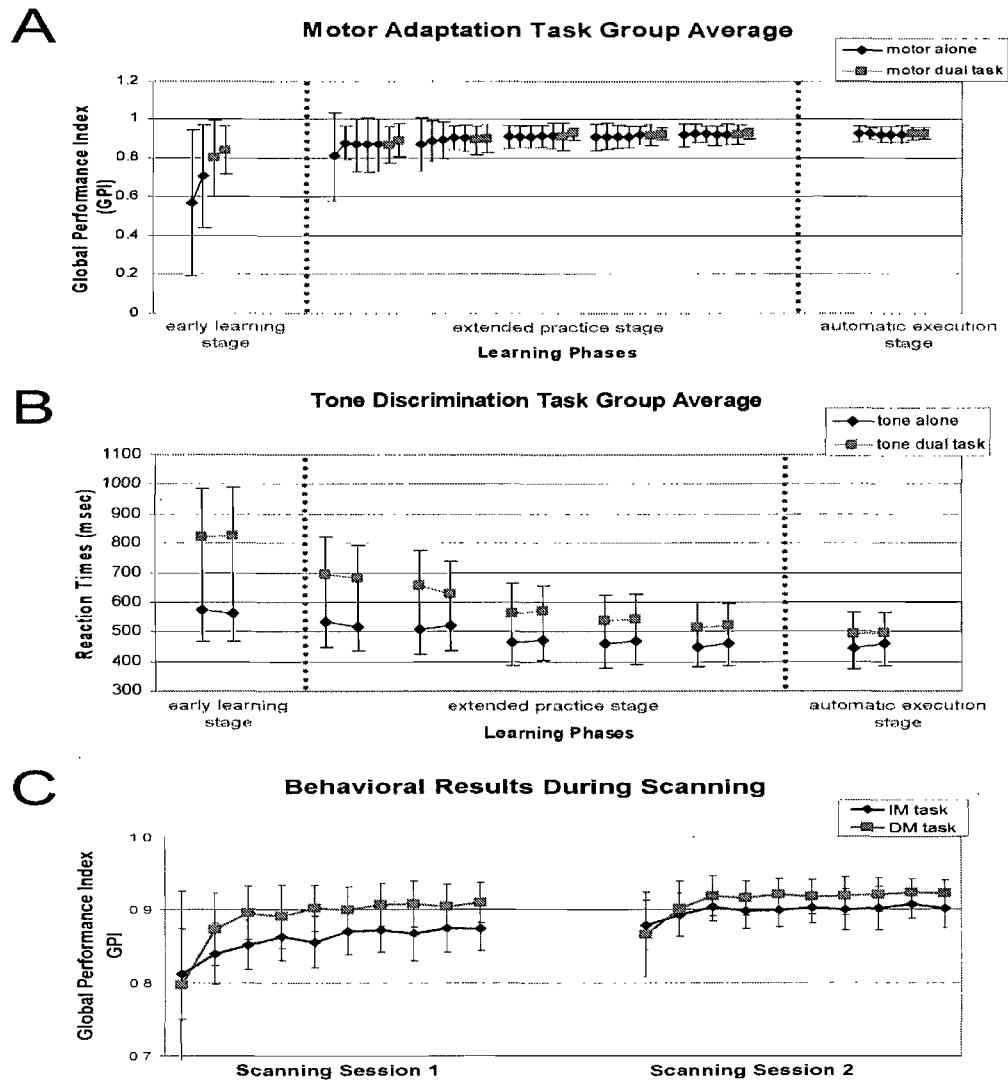 A
Motor Adaptation Task Group Average
motor alone
motor dual task
Global Performance Index
(GPI)
1.2
1
0.8
0.6
0.4
0.2
0
early learning
stage
extended practice stage
automatic execution
stage
Learning Phases
B
Tone Discrimination Task Group Average
tone alone
tone dual task
Reaction Times (msec)
1100
1000
900
800
700
600
500
400
300
early learning
stage
extended practice stage
automatic execution
stage
Learning Phases
C
Behavioral Results During Scanning
IM task
DM task
Global Performance Index
GPI
1 0
0 9
0 8
0 7
Scanning Session 1
Scanning Session 2